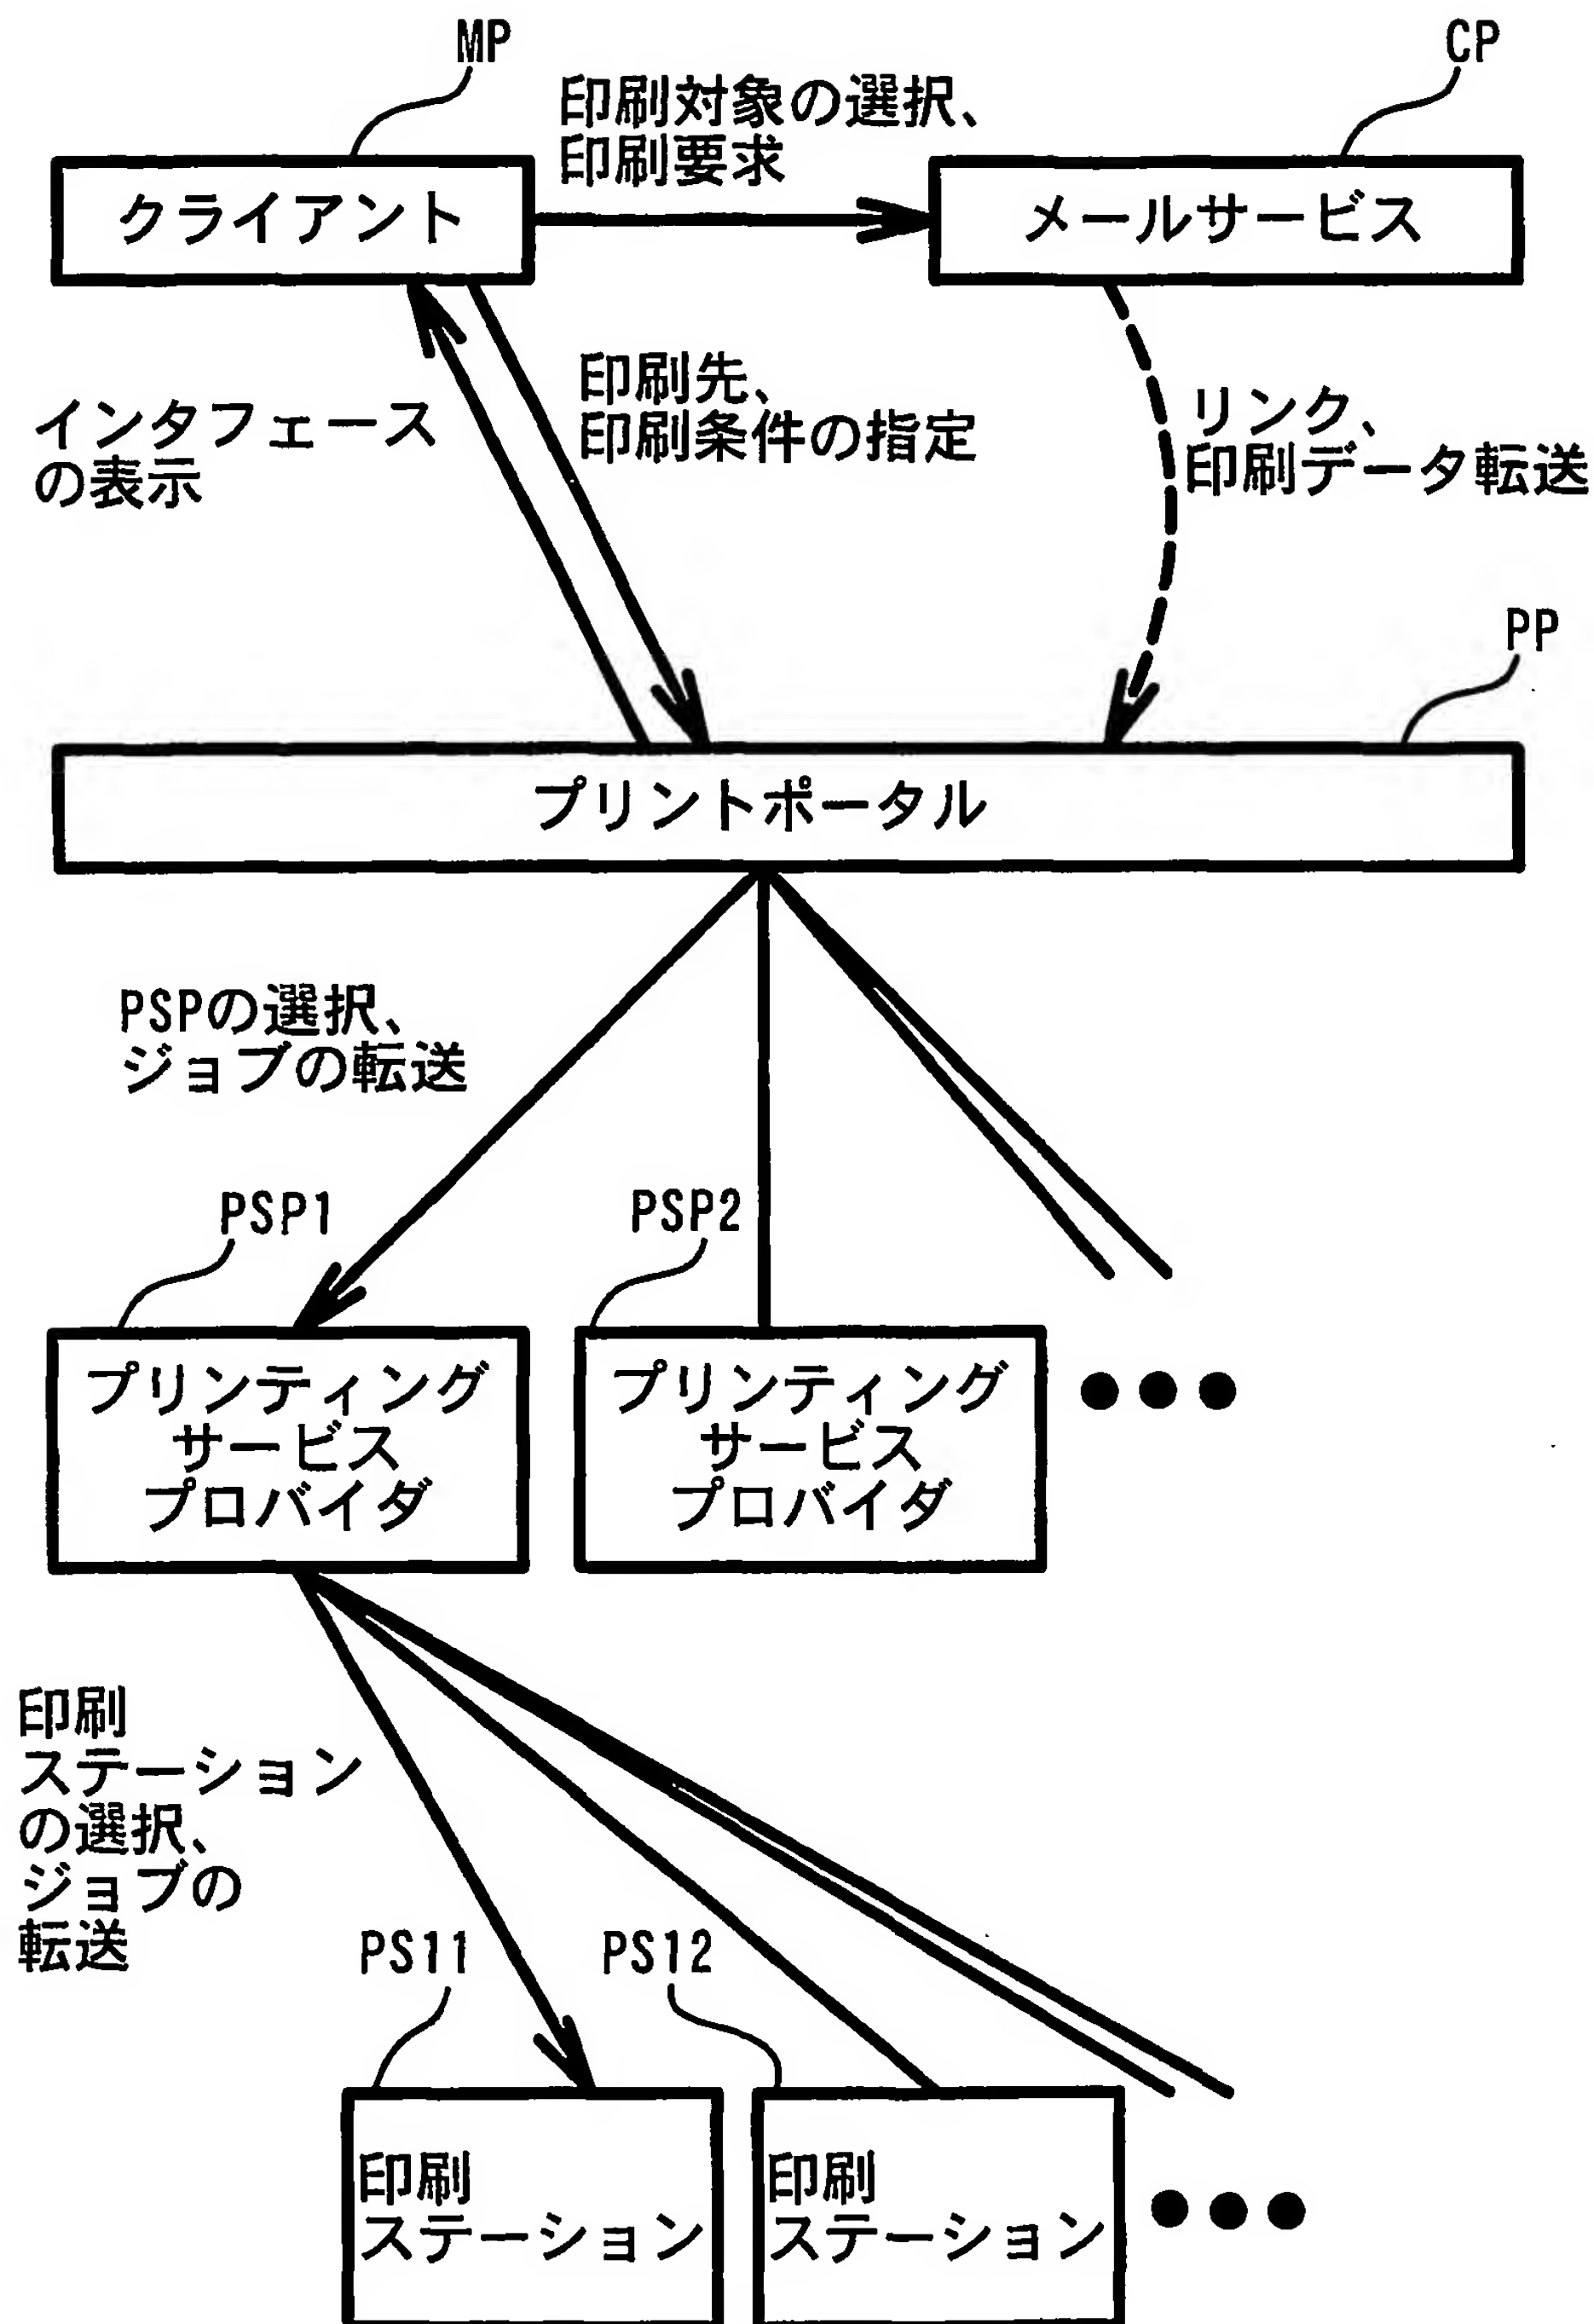 MP
CP
印刷対象の選択、
印刷要求
クライアント
メールサービス
印刷先、
印刷条件の指定
インタフェース
の表示
リンク、
印刷データ転送
PP
プリントポータル
PSPの選択、
ジョブの転送
PSP1
PSP2
プリンティング
サービス
プロバイダ
プリンティング
サービス
プロバイダ
印刷
ステーション
の選択、
ジョブの
転送
PS11
PS12
印刷
ステーション
印刷
ステーション